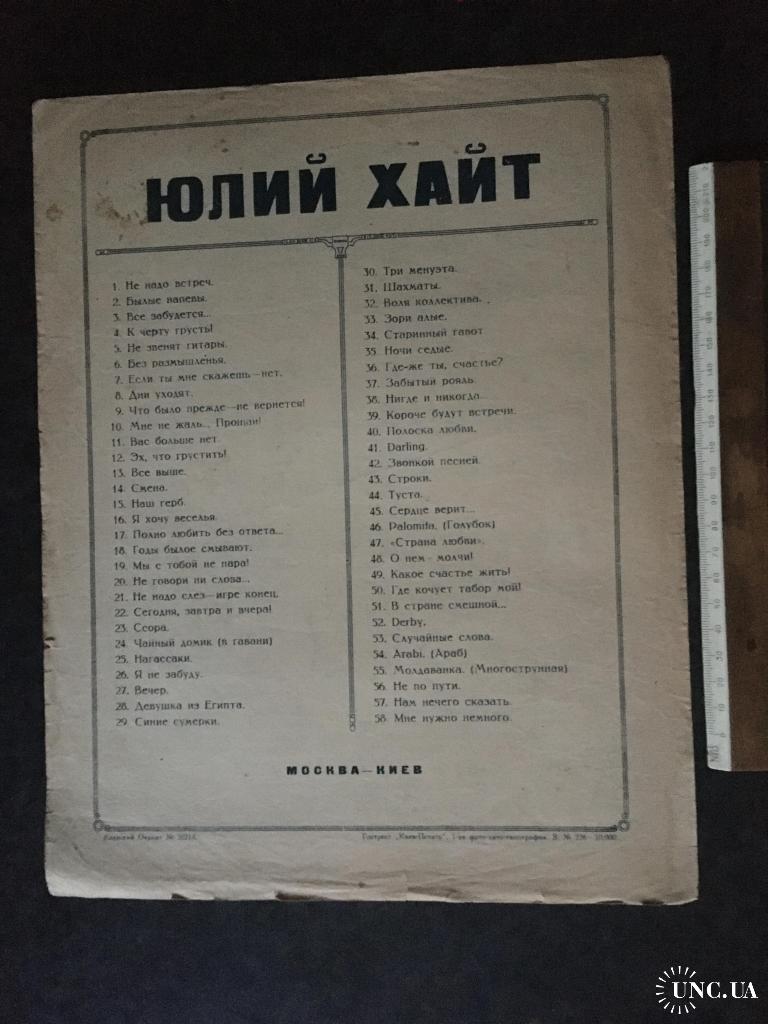 ЮЛИЙ ХАЙТ
1. Не надо встреч.
2. Былые напевы.
3. Все забудется...
4. К черту грусть!
5. Не звенят гитары.
6. Без размышленья.
7. Если ты мне скажешь—нет.
8. Дни уходят.
9. Что было прежде—не вернется!
10. Мне не жаль... Прощай!
11. Вас больше нет.
12. Эх, что грустить!
13. Все выше.
14. Смена.
15. Наш герб.
16. Я хочу веселья.
17. Полно любить без ответа...
18. Годы былое смывают.
19. Мы с тобой не пара!
20. Не говори ни слова...
21. Не надо слез—игре конец.
22. Сегодня, завтра и вчера!
23. Ссора.
24. Чайный домик (в гавани)
25. Нагассаки.
26. Я не забуду.
27. Вечер.
28. Девушка из Египта.
29. Синие сумерки.
30. Три менуэта.
31. Шахматы.
32. Воля коллектива.
33. Зори алые.
34. Старинный гавот
35. Ночи седые.
36. Где-же ты, счастье?
37. Забытый рояль
38. Нигде и никогда...
39. Короче будут встречи.
40. Полоска любви.
41. Darling.
42. Звонкой песней.
43. Строки.
44. Туста.
45. Сердце верит...
46. Palomita. (Голубок)
47. «Страна любви».
48. О нем—молчи!
49. Какое счастье жить!
50. Где кочует табор мой!
51. В стране смешной...
52. Derby.
53. Случайные слова.
54. Arabi. (Араб)
55. Молдаванка. (Многострунная)
56. Не по пути.
57. Нам нечего сказать.
58. Мне нужно немного.
МОСКВА—КИЕВ
UNC.UA